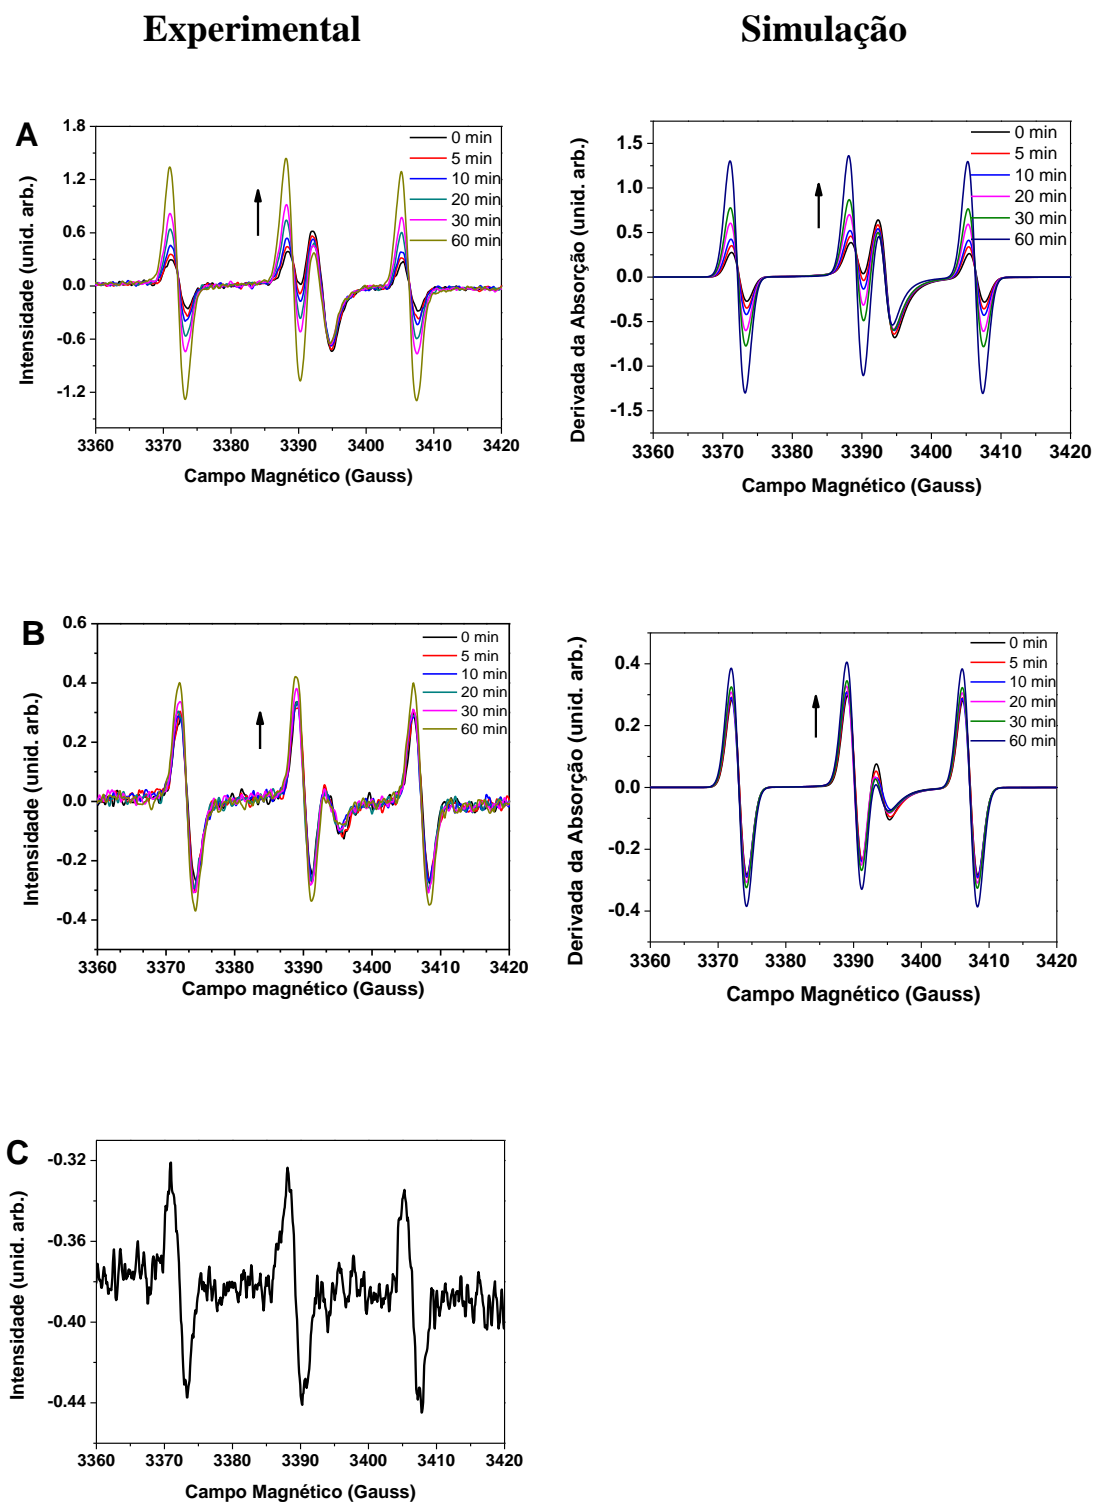 Experimental
Simulação
A
1.8
1.2
0.6
0.0
-0.6
-1.2
3360 3370 3380 3390 3400 3410 3420
Intensidade (unid. arb.)
Campo Magnético (Gauss)
0 min
5 min
10 min
20 min
30 min
60 min
1.5
1.0
0.5
0.0
-0.5
-1.0
-1.5
3360 3370 3380 3390 3400 3410 3420
Derivada da Absorção (unid. arb.)
Campo Magnético (Gauss)
0 min
5 min
10 min
20 min
30 min
60 min
B
0.6
0.4
0.2
0.0
-0.2
-0.4
3360 3370 3380 3390 3400 3410 3420
Intensidade (unid. arb.)
Campo magnético (Gauss)
0 min
5 min
10 min
20 min
30 min
60 min
0.4
0.2
0.0
-0.2
-0.4
3360 3370 3380 3390 3400 3410 3420
Derivada da Absorção (unid. arb.)
Campo Magnético (Gauss)
0 min
5 min
10 min
20 min
30 min
60 min
C
-0.32
-0.36
-0.40
-0.44
3360 3370 3380 3390 3400 3410 3420
Intensidade (unid. arb.)
Campo Magnético (Gauss)